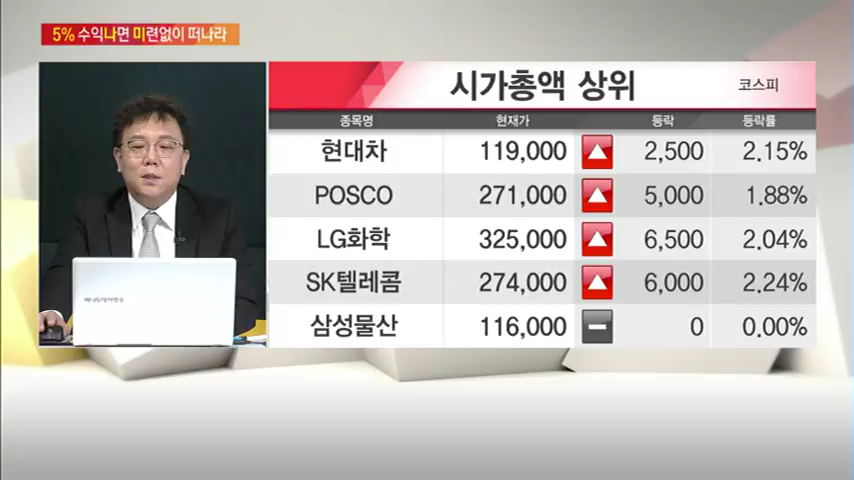 5% 수익나면 미련없이 떠나라
시가총액 상위 코스피
종목명 현재가 등락 등락률
현대차 119,000 2,500 2.15%
POSCO 271,000 5,000 1.88%
LG화학 325,000 6,500 2.04%
SK텔레콤 274,000 6,000 2.24%
삼성물산 116,000 0 0.00%